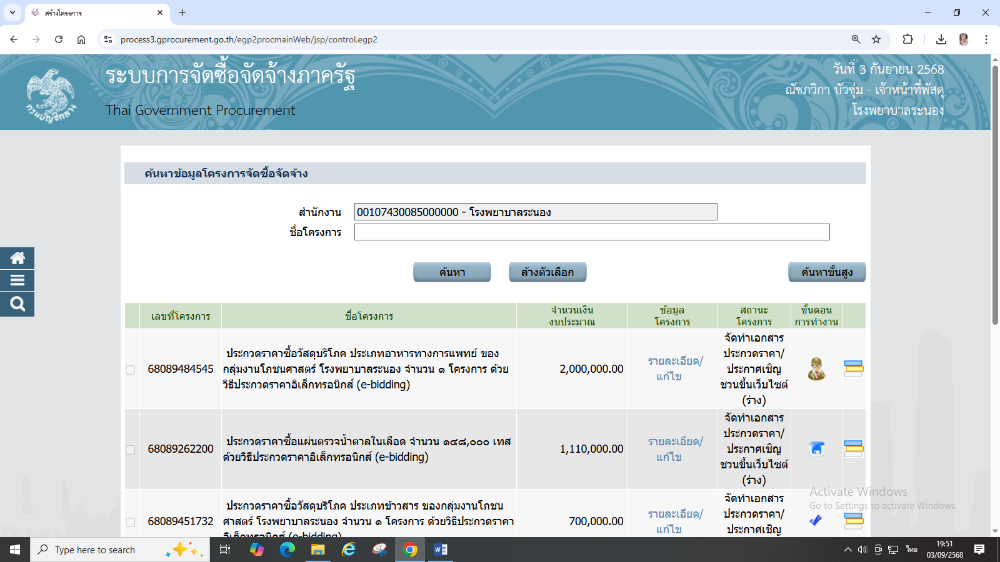 สร้างโครงการ
process3.gprocurement.go.th/egp2procmainWeb/jsp/control.egp2
ระบบการจัดซื้อจัดจ้างภาครัฐ
Thai Government Procurement
กรมบัญชีกลาง
วันที่ 3 กันยายน 2568
ณัชภวิกา บัวชุ่ม - เจ้าหน้าที่พัสดุ
โรงพยาบาลระนอง
ค้นหาข้อมูลโครงการจัดซื้อจัดจ้าง
สำนักงาน 00107430085000000 - โรงพยาบาลระนอง
ชื่อโครงการ
ค้นหา ล้างตัวเลือก ค้นหาขั้นสูง
เลขที่โครงการ ชื่อโครงการ จำนวนเงิน งบประมาณ ข้อมูล โครงการ สถานะ โครงการ ขั้นตอน การทำงาน
68089484545
ประกวดราคาซื้อวัสดุบริโภค ประเภทอาหารทางการแพทย์ ของ
กลุ่มงานโภชนศาสตร์ โรงพยาบาลระนอง จำนวน ๑ โครงการ ด้วย
วิธีประกวดราคาอิเล็กทรอนิกส์ (e-bidding)
2,000,000.00
รายละเอียด/
แก้ไข
จัดทำเอกสาร
ประกวดราคา/
ประกาศเชิญ
ชวนขึ้นเว็บไซต์
(ร่าง)
68089262200
ประกวดราคาซื้อแผ่นตรวจน้ำตาลในเลือด จำนวน ๑๔๘,๐๐๐ เทส
ด้วยวิธีประกวดราคาอิเล็กทรอนิกส์ (e-bidding)
1,110,000.00
รายละเอียด/
แก้ไข
จัดทำเอกสาร
ประกวดราคา/
ประกาศเชิญ
ชวนขึ้นเว็บไซต์
(ร่าง)
68089451732
ประกวดราคาซื้อวัสดุบริโภค ประเภทข้าวสาร ของกลุ่มงานโภชน
ศาสตร์ โรงพยาบาลระนอง จำนวน ๑ โครงการ ด้วยวิธีประกวดราคา
อิเล็กทรอนิกส์ (e-bidding)
700,000.00
รายละเอียด/
แก้ไข
จัดทำเอกสาร
ประกวดราคา/
ประกาศเชิญ
Activate Windows
Go to Settings to activate Windows.
Type here to search
ไทย
19:51
03/09/2568